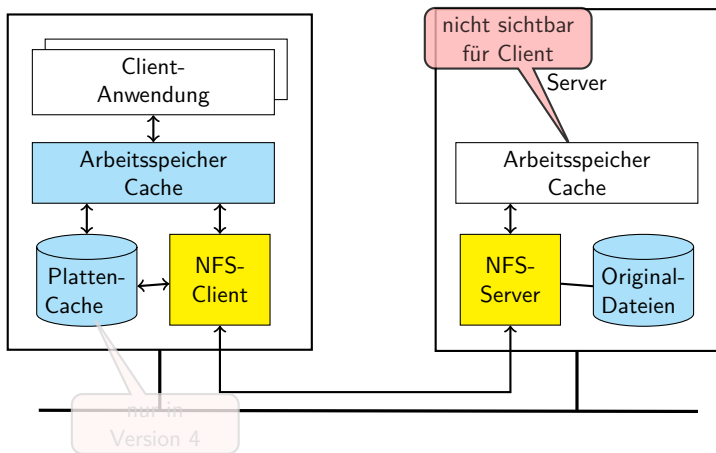 Client-
Anwendung
Arbeitsspeicher
Cache
Platten-
Cache
NFS-
Client
nur in
Version 4
nicht sichtbar
für Client
Server
Arbeitsspeicher
Cache
NFS-
Server
Original-
Dateien